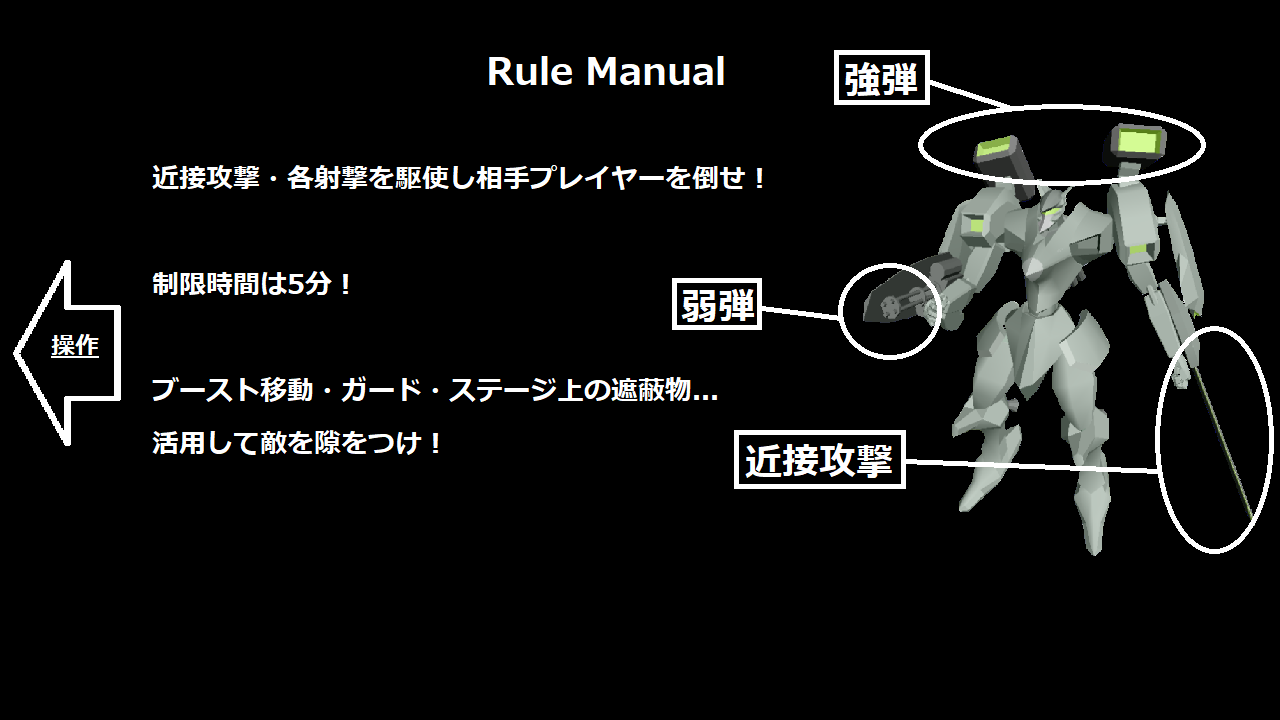 Rule Manual
強弾
近接攻撃・各射撃を駆使し相手プレイヤーを倒せ！
制限時間は5分！
弱弾
操作
ブースト移動・ガード・ステージ上の遮蔽物...
活用して敵を隙をつけ！
近接攻撃